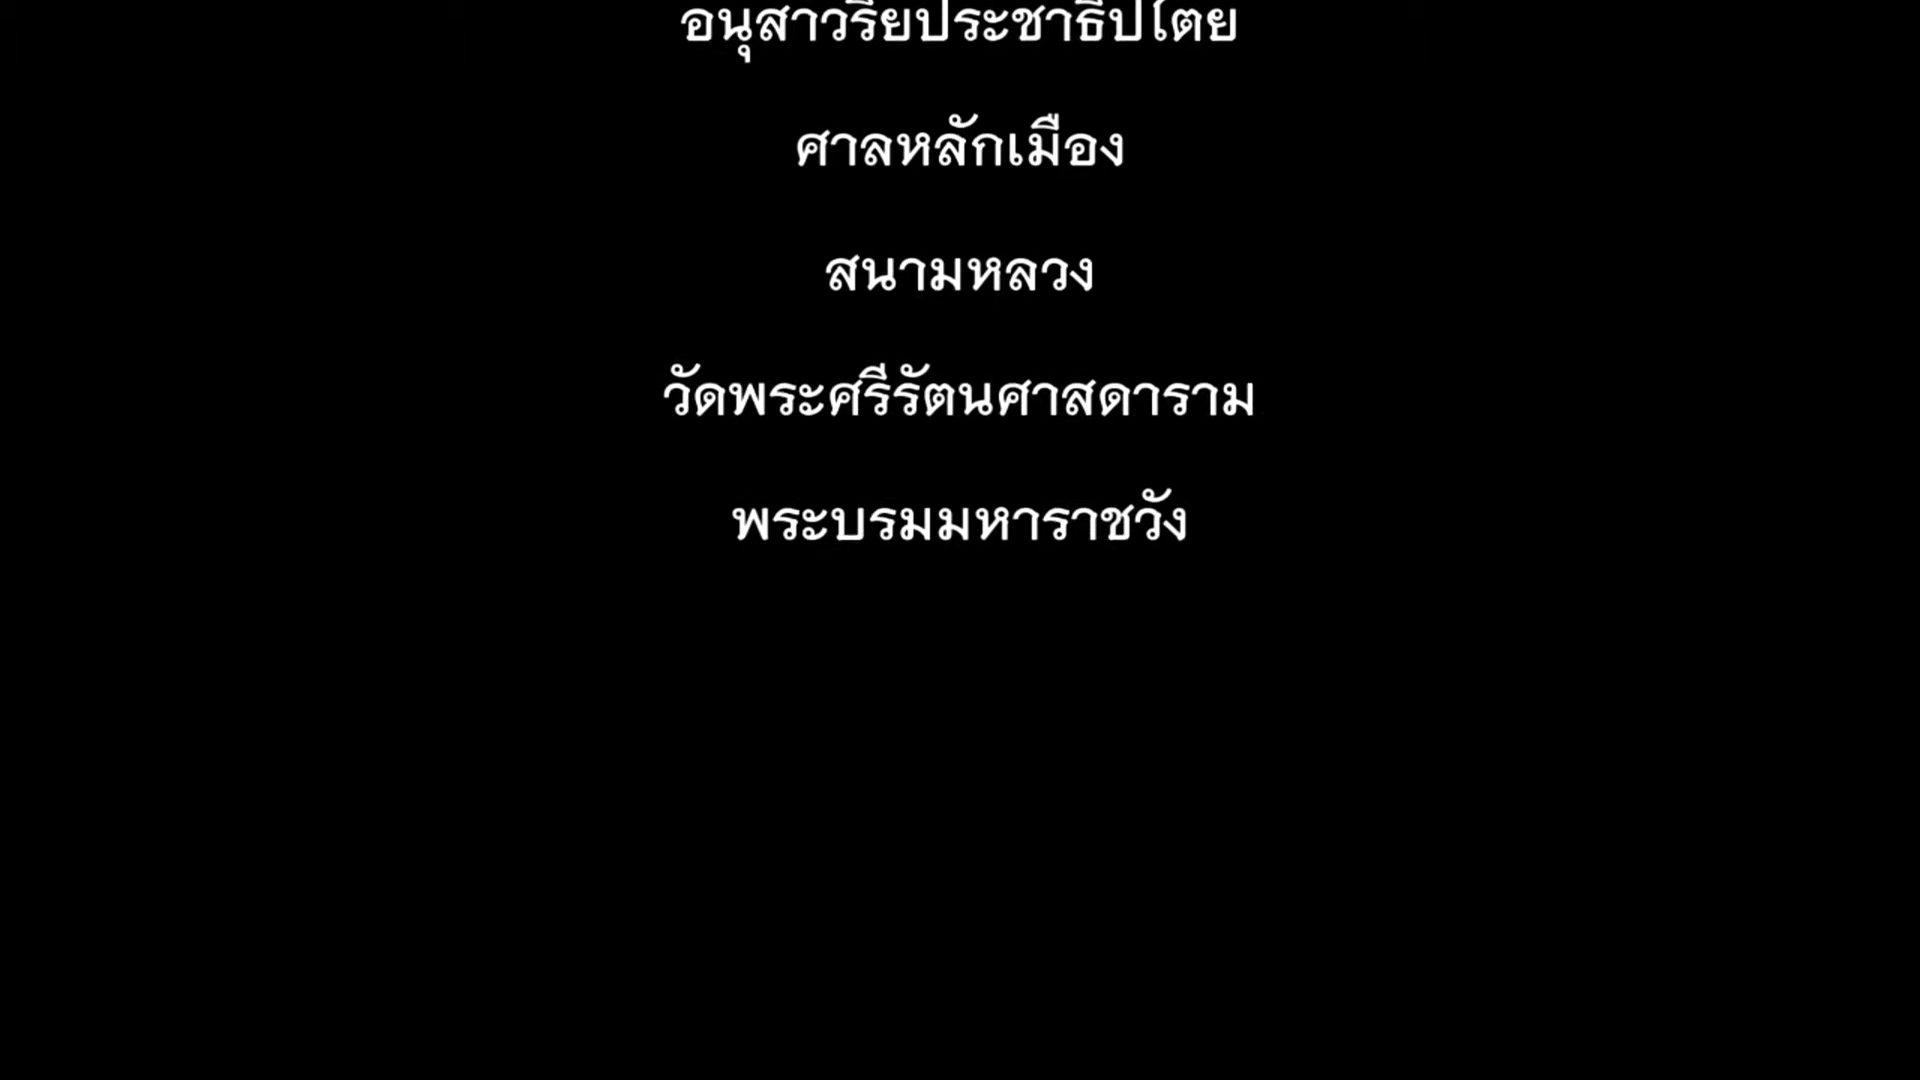 อนุสาวรีย์ประชาธิปไตย
ศาลหลักเมือง
สนามหลวง
วัดพระศรีรัตนศาสดาราม
พระบรมมหาราชวัง